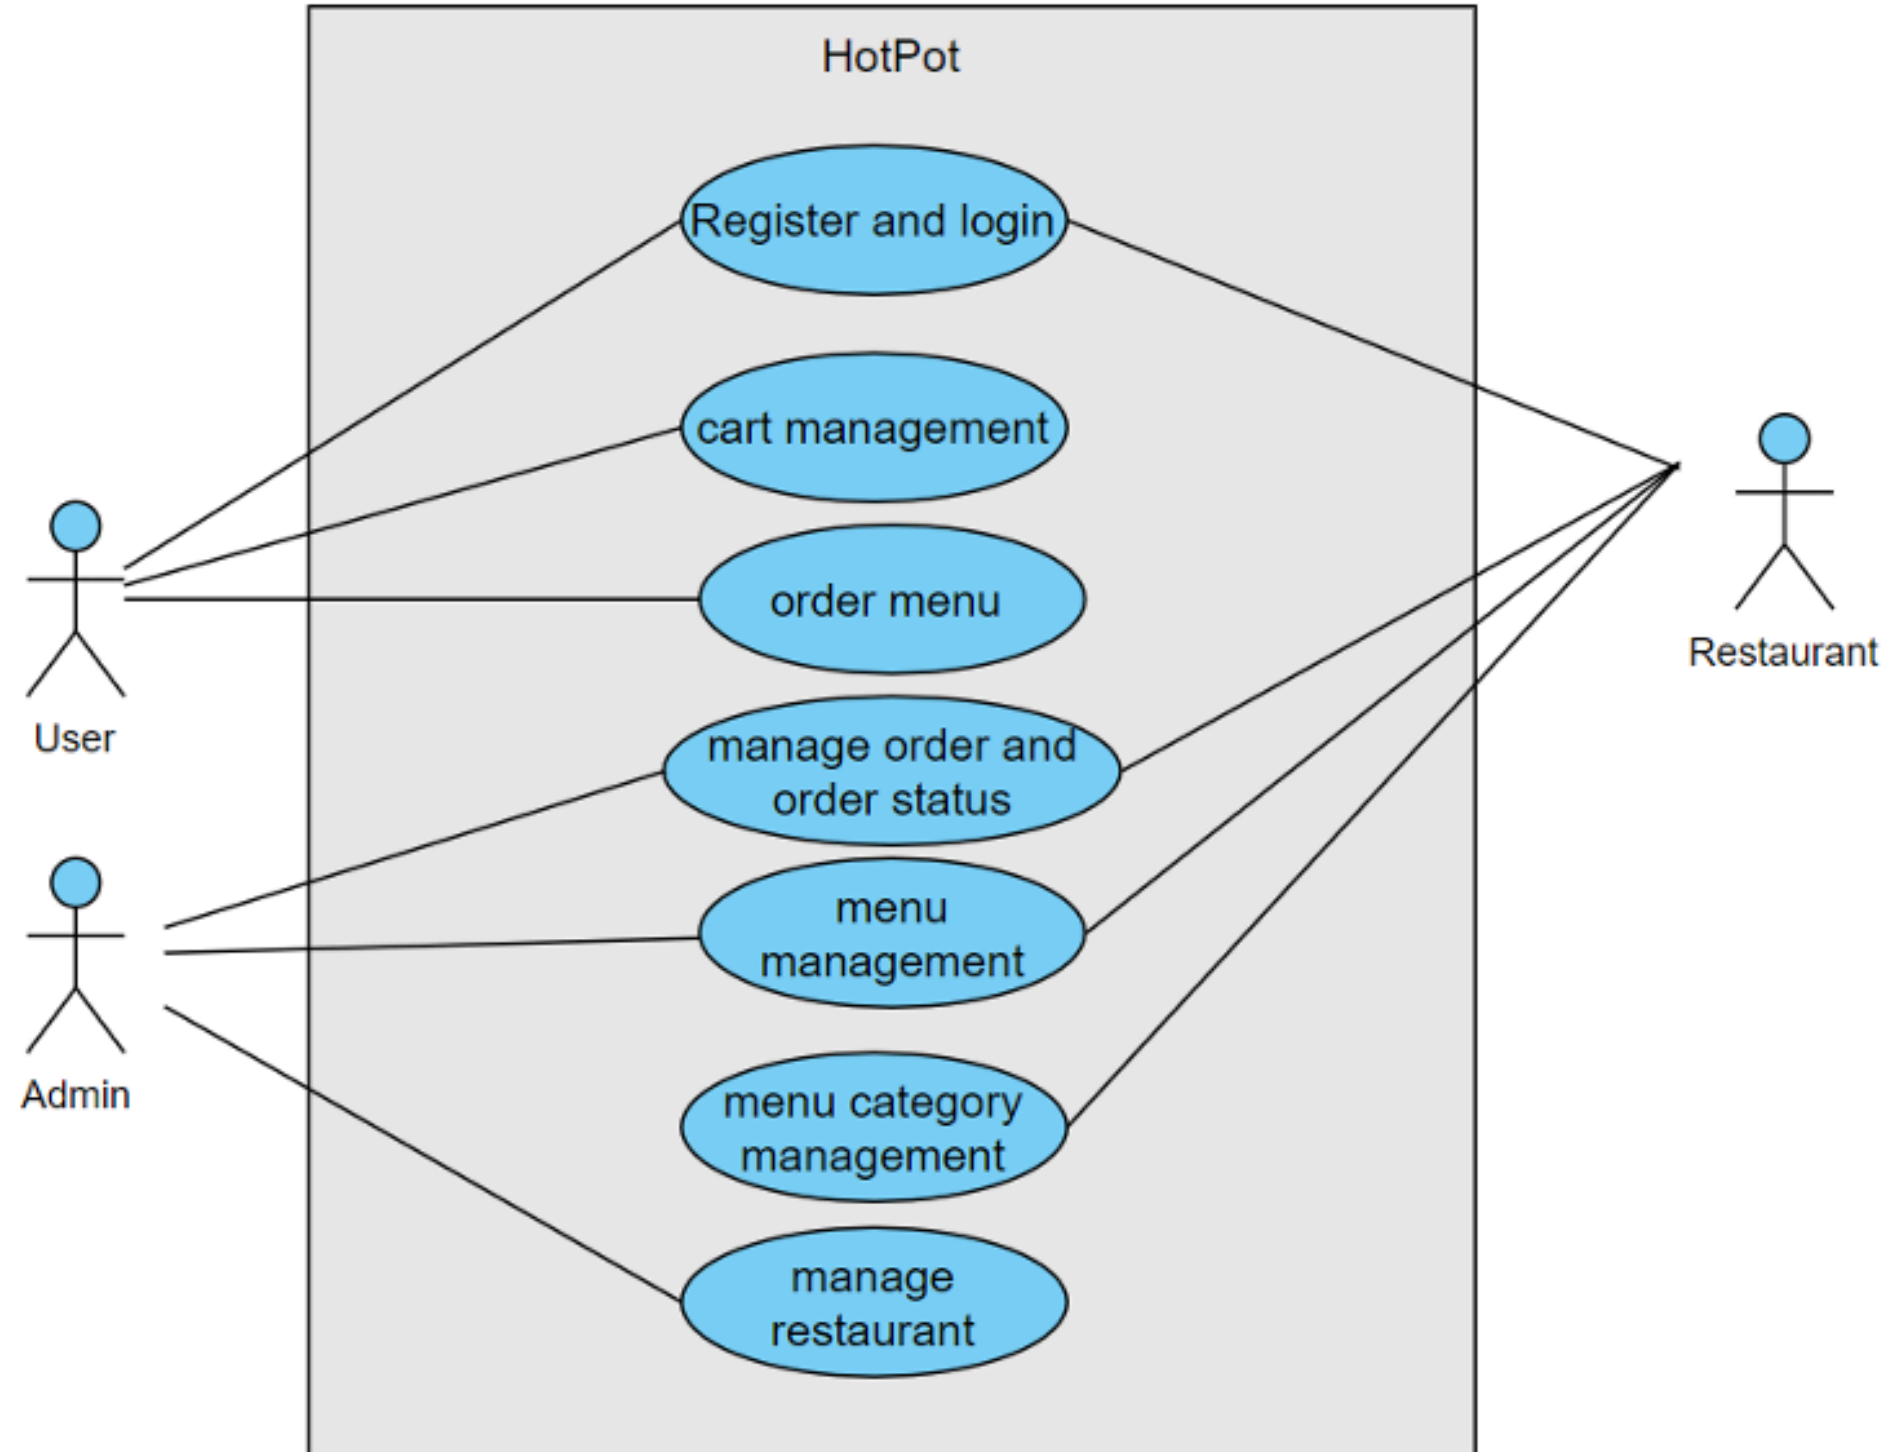 HotPot
Register and login
cart management
order menu
manage order and
order status
menu
management
menu category
management
manage
restaurant
User
Admin
Restaurant